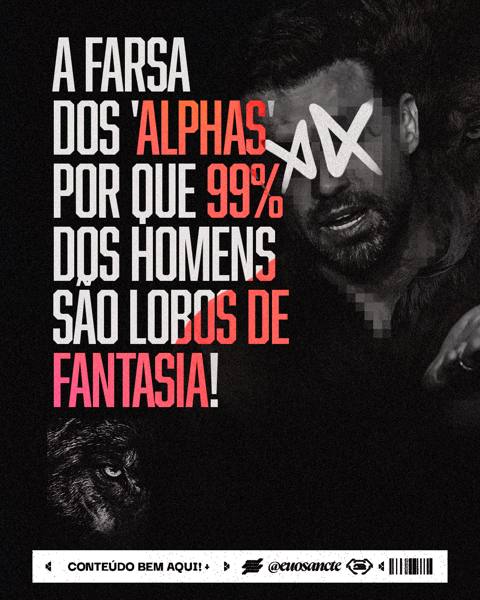 A FARSA
DOS 'ALPHAS'
POR QUE 99%
DOS HOMENS
SÃO LOBOS DE
FANTASIA!
CONTEÚDO BEM AQUI! + @euosancte